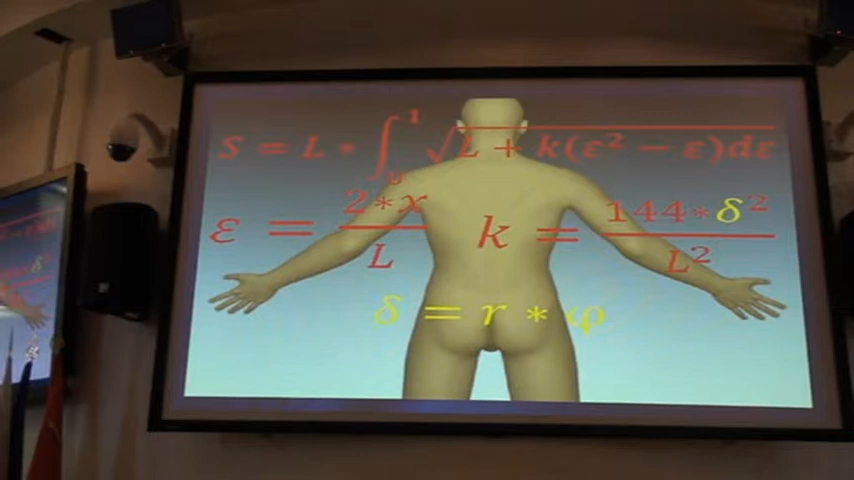 S = L * ∫₀¹ √L + k(ε² − ε)dε
ε = 2*x/L k = 144*δ²/L²
δ = r * φ